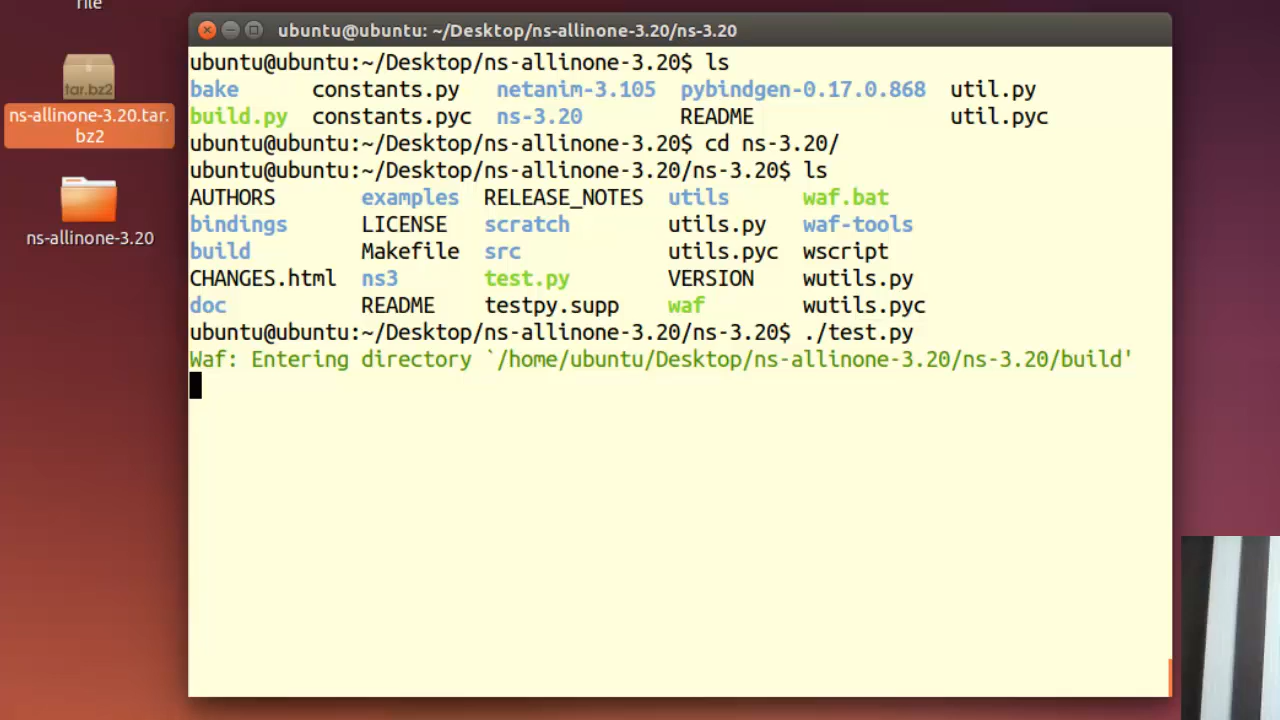 file
tar.bz2
ns-allinone-3.20.tar.
bz2
ns-allinone-3.20
ubuntu@ubuntu: ~/Desktop/ns-allinone-3.20/ns-3.20
ubuntu@ubuntu:~/Desktop/ns-allinone-3.20$ ls
bake constants.py netanim-3.105 pybindgen-0.17.0.868 util.py
build.py constants.pyc ns-3.20 README util.pyc
ubuntu@ubuntu:~/Desktop/ns-allinone-3.20$ cd ns-3.20/
ubuntu@ubuntu:~/Desktop/ns-allinone-3.20/ns-3.20$ ls
AUTHORS examples RELEASE_NOTES utils waf.bat
bindings LICENSE scratch utils.py waf-tools
build Makefile src utils.pyc wscript
CHANGES.html ns3 test.py VERSION wutils.py
doc README testpy.supp waf wutils.pyc
ubuntu@ubuntu:~/Desktop/ns-allinone-3.20/ns-3.20$ ./test.py
Waf: Entering directory `/home/ubuntu/Desktop/ns-allinone-3.20/ns-3.20/build'